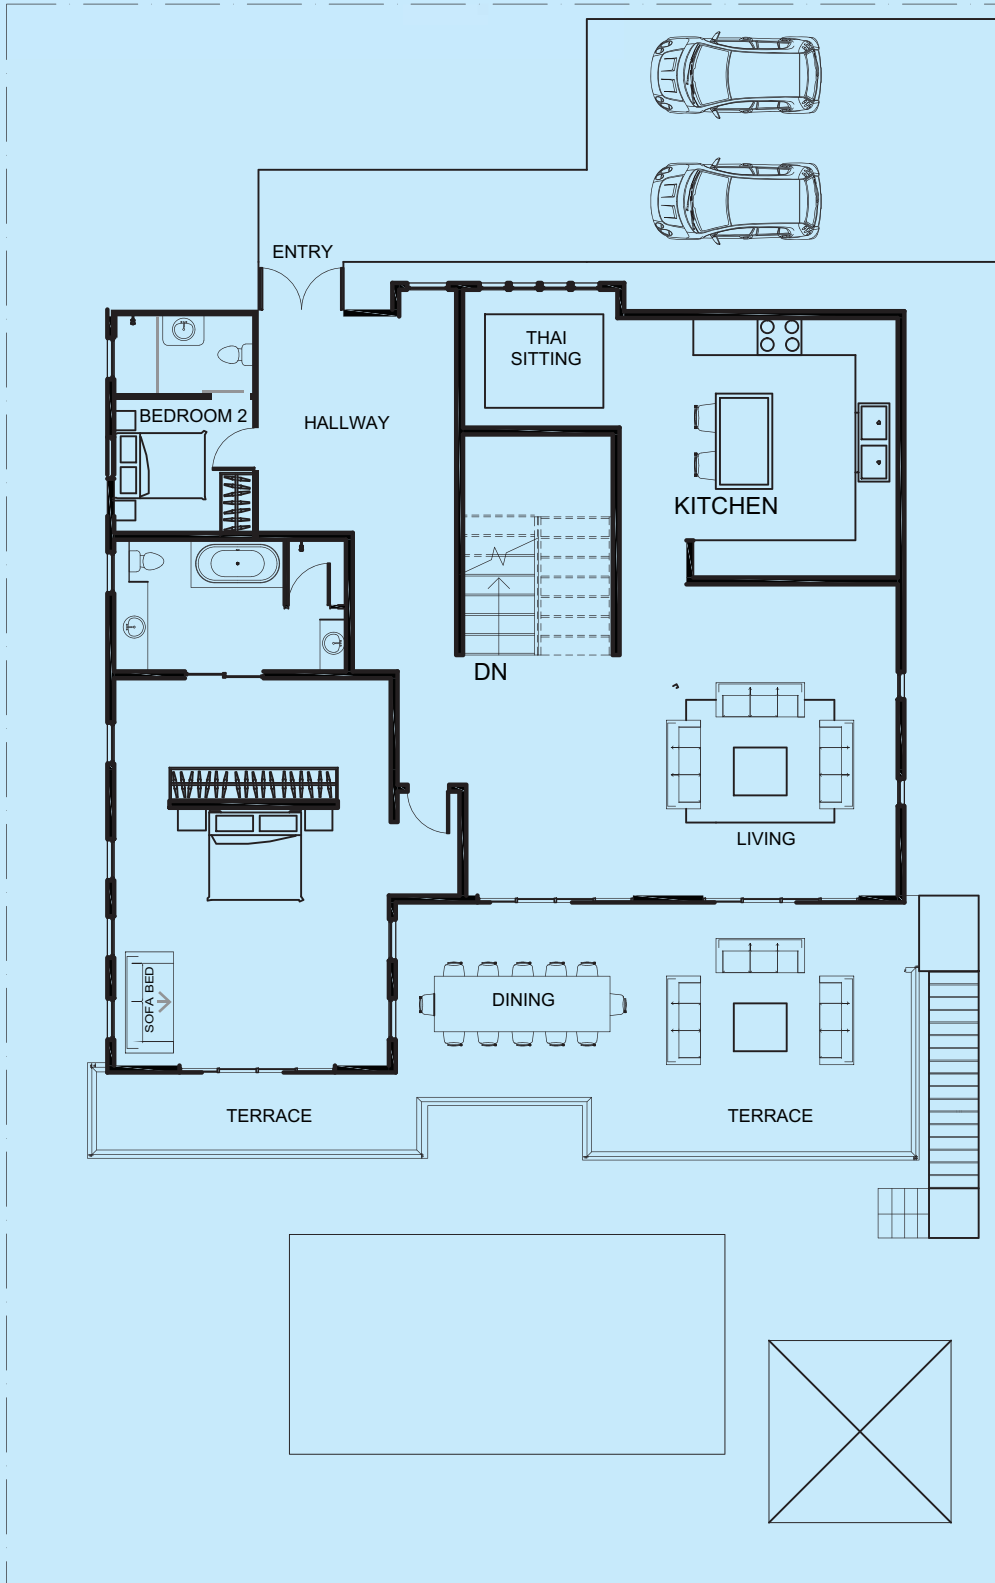 ENTRY
THAI
SITTING
BEDROOM 2
HALLWAY
KITCHEN
DN
LIVING
SOFA BED
DINING
TERRACE
TERRACE